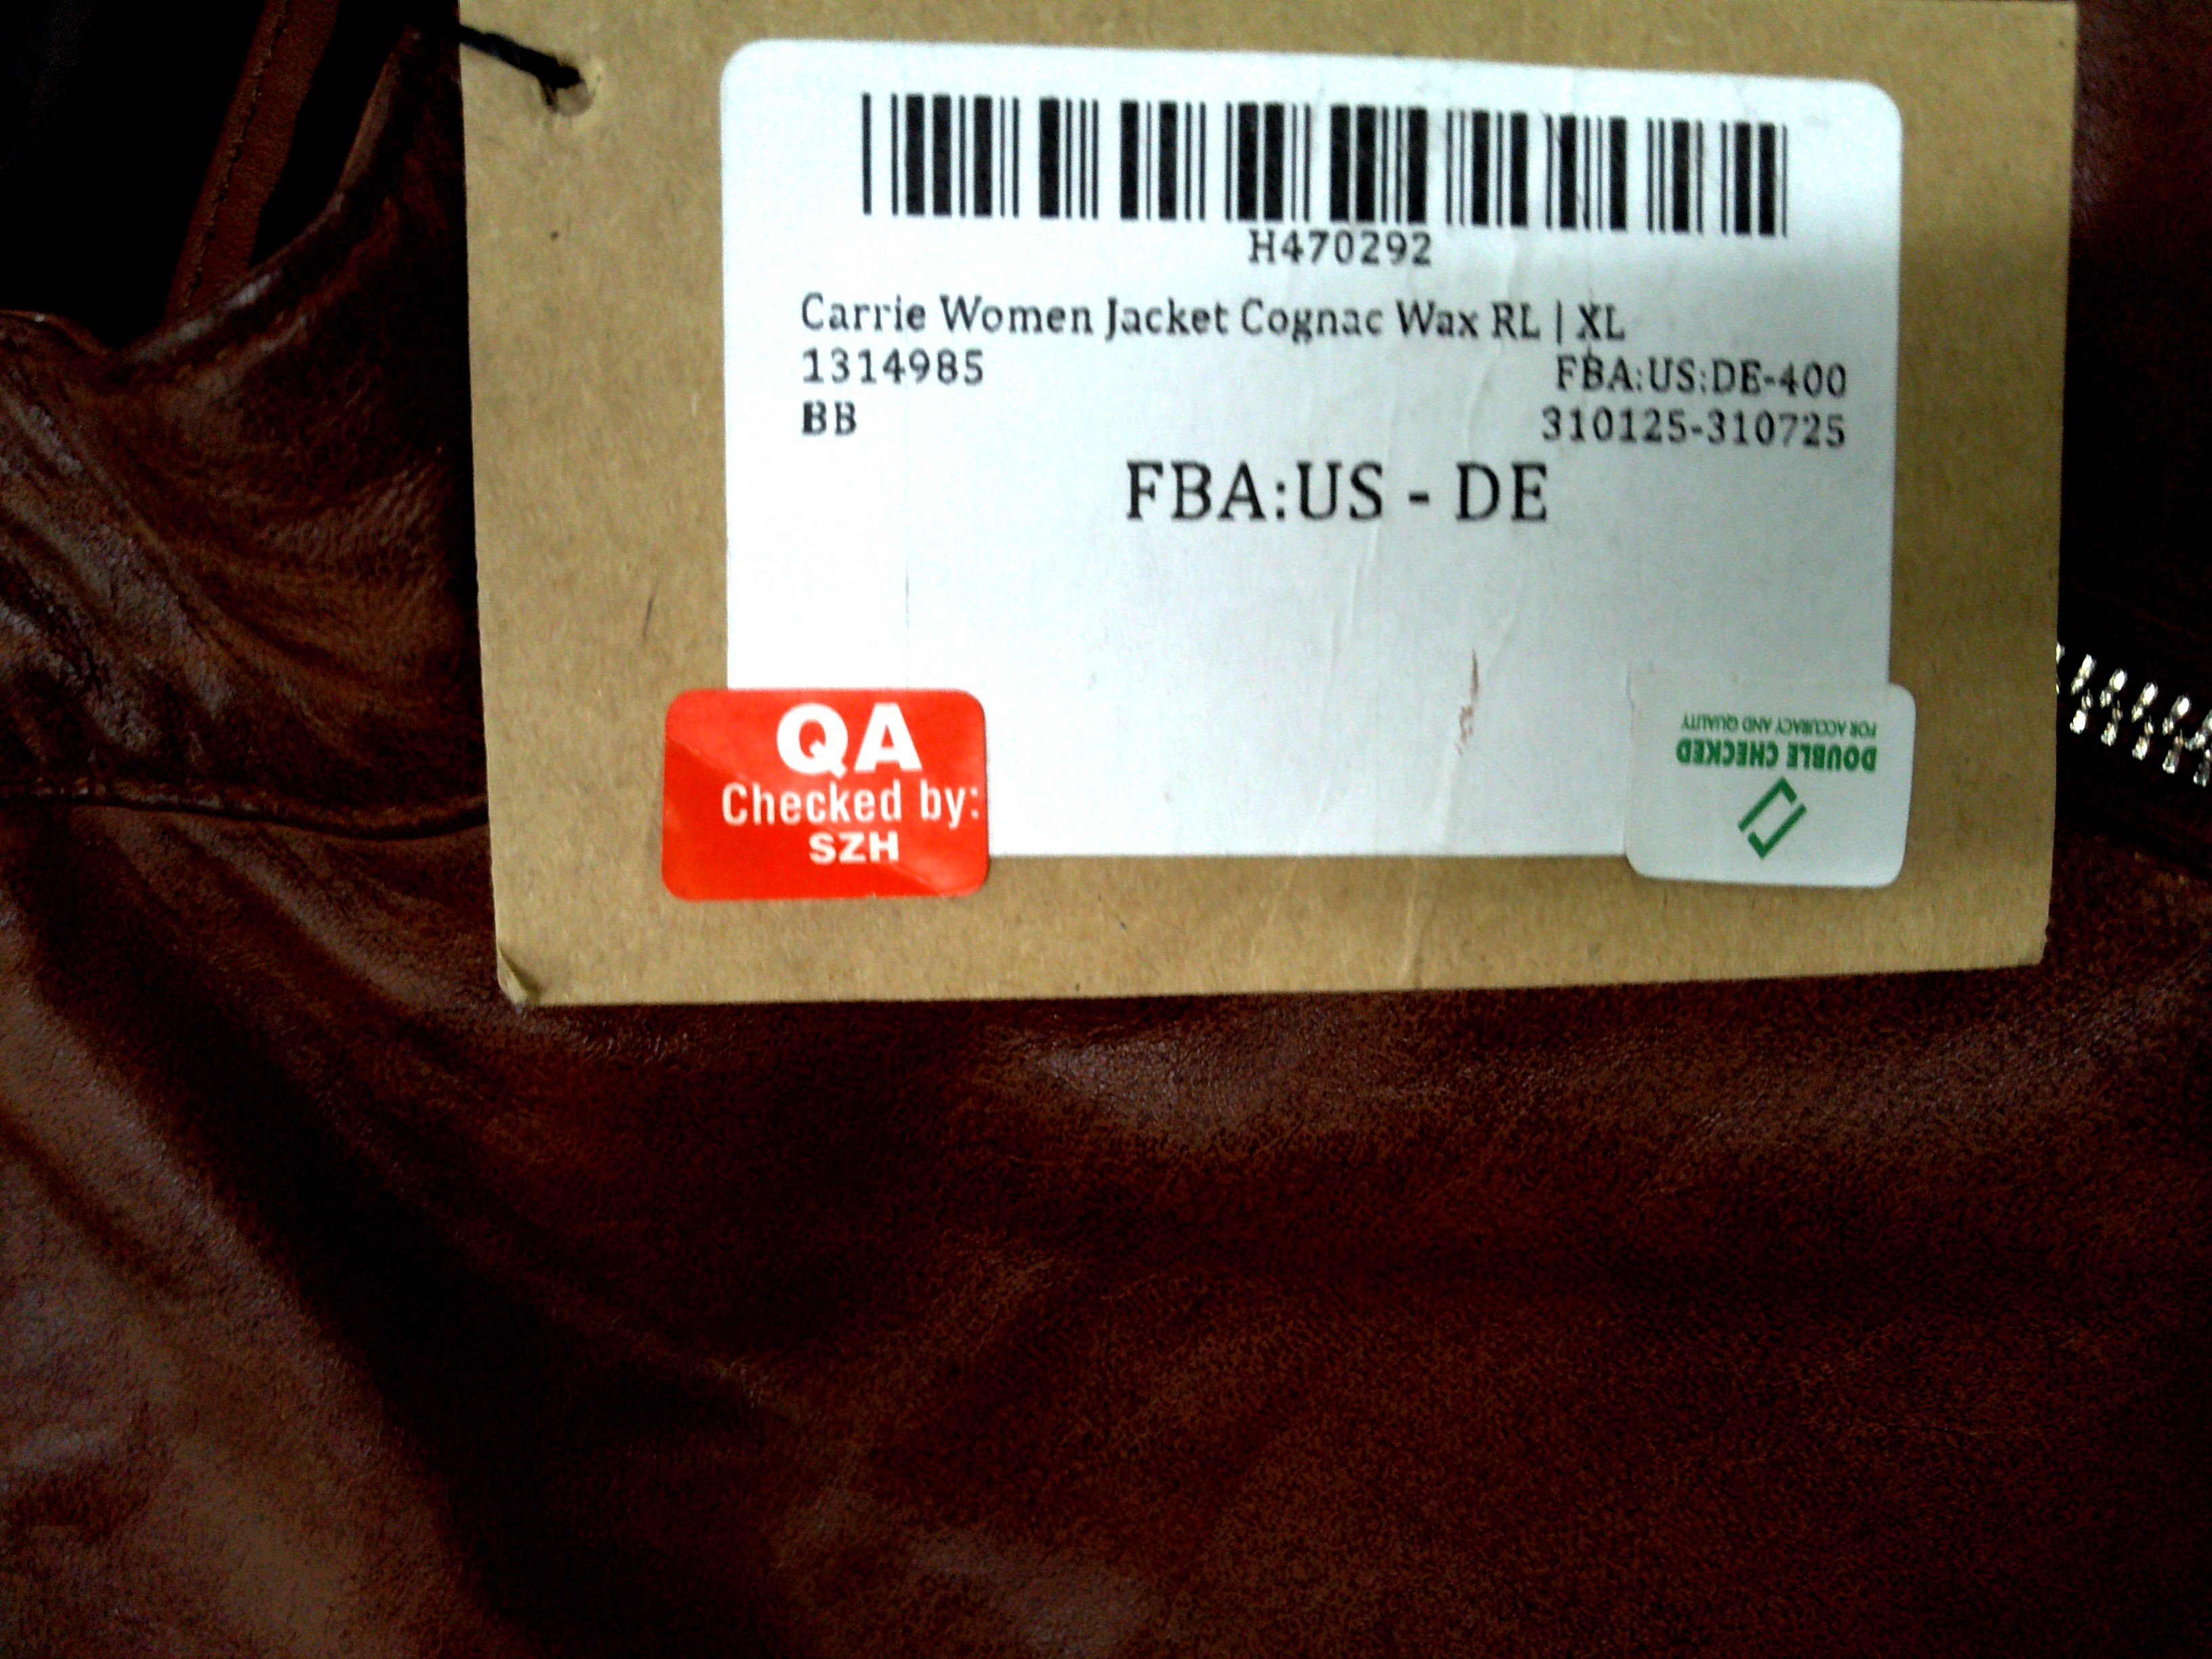 H470292
Carrie Women Jacket Cognac Wax RL | XL
1314985 FBA:US:DE-400
BB 310125-310725
FBA:US - DE
QA
Checked by:
SZH
DOUBLE CHECKED
FOR ACCURACY AND QUALITY